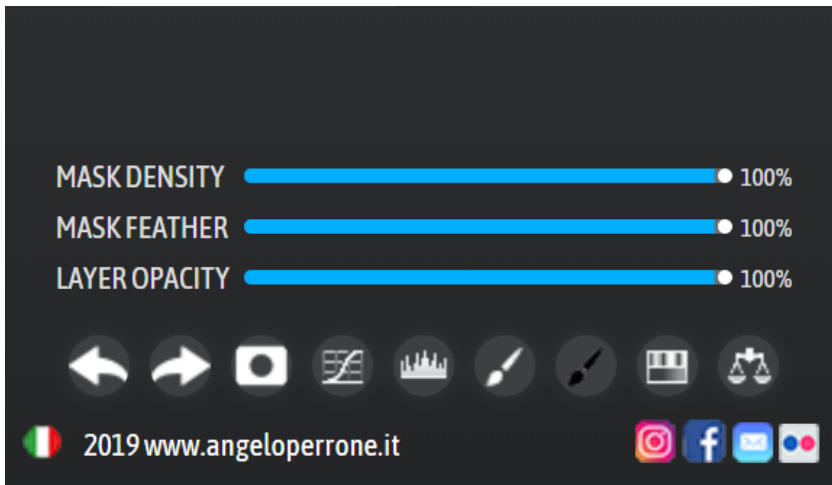 MASK DENSITY 100%
MASK FEATHER 100%
LAYER OPACITY 100%
2019 www.angeloperrone.it